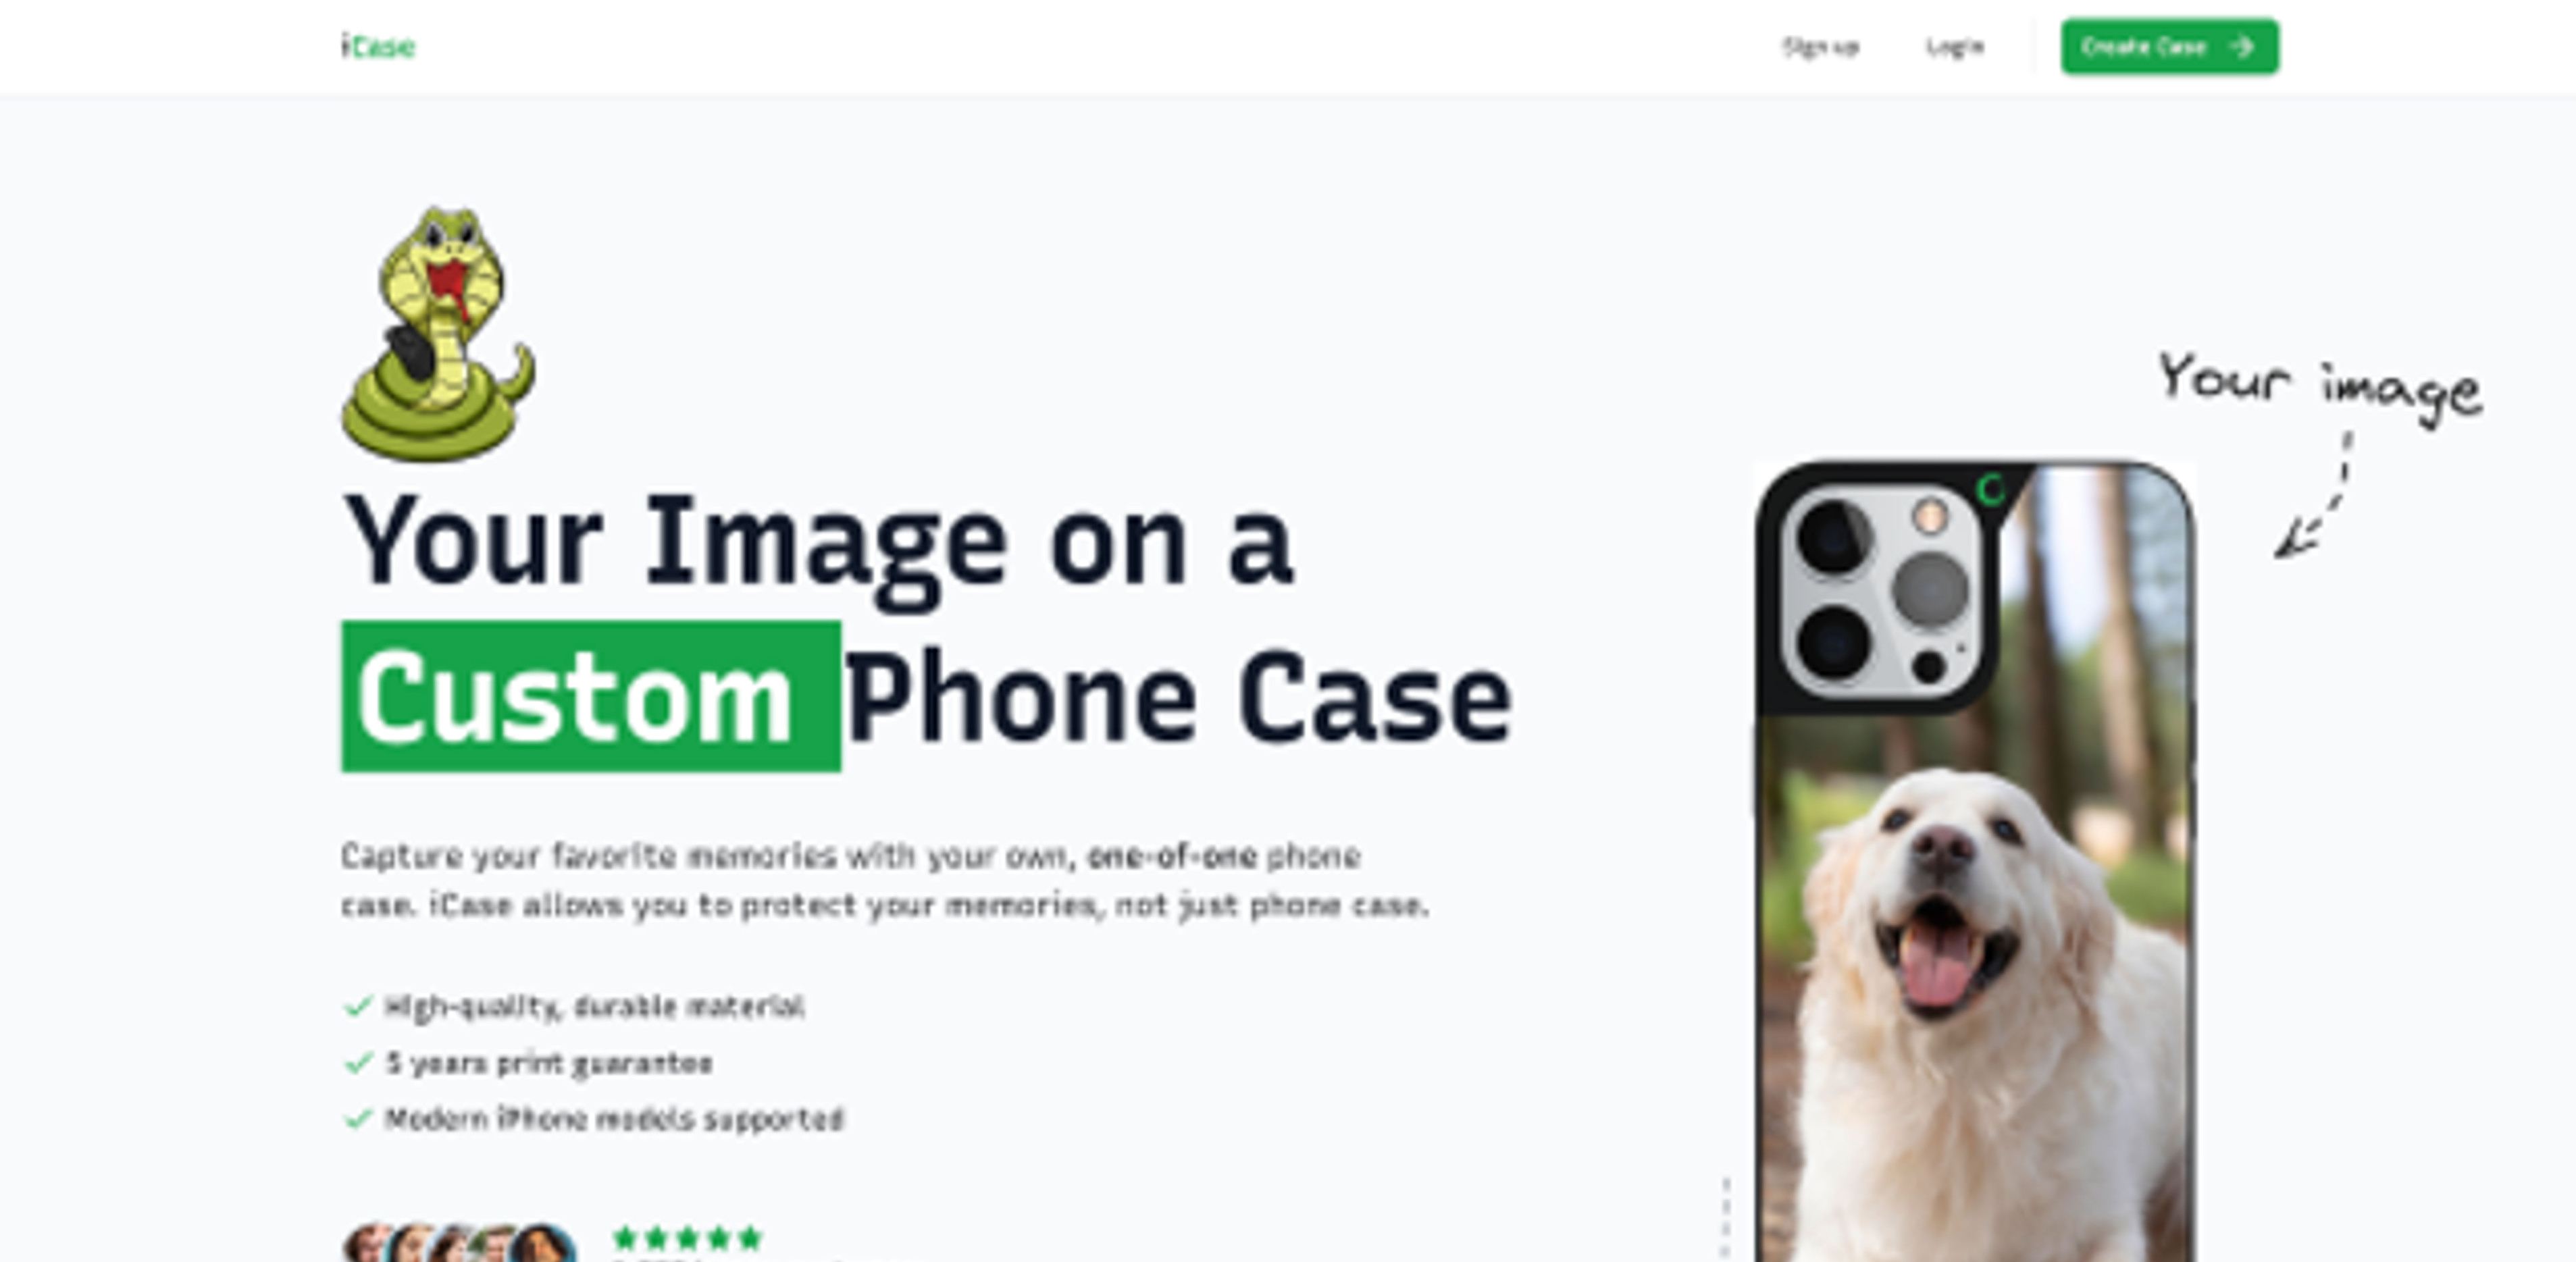 iCase
Sign up
Login
Create Case
Your image
Your Image on a
Custom Phone Case
Capture your favorite memories with your own, one-of-one phone
case. iCase allows you to protect your memories, not just phone case.
High-quality, durable material
5 years print guarantee
Modern iPhone models supported